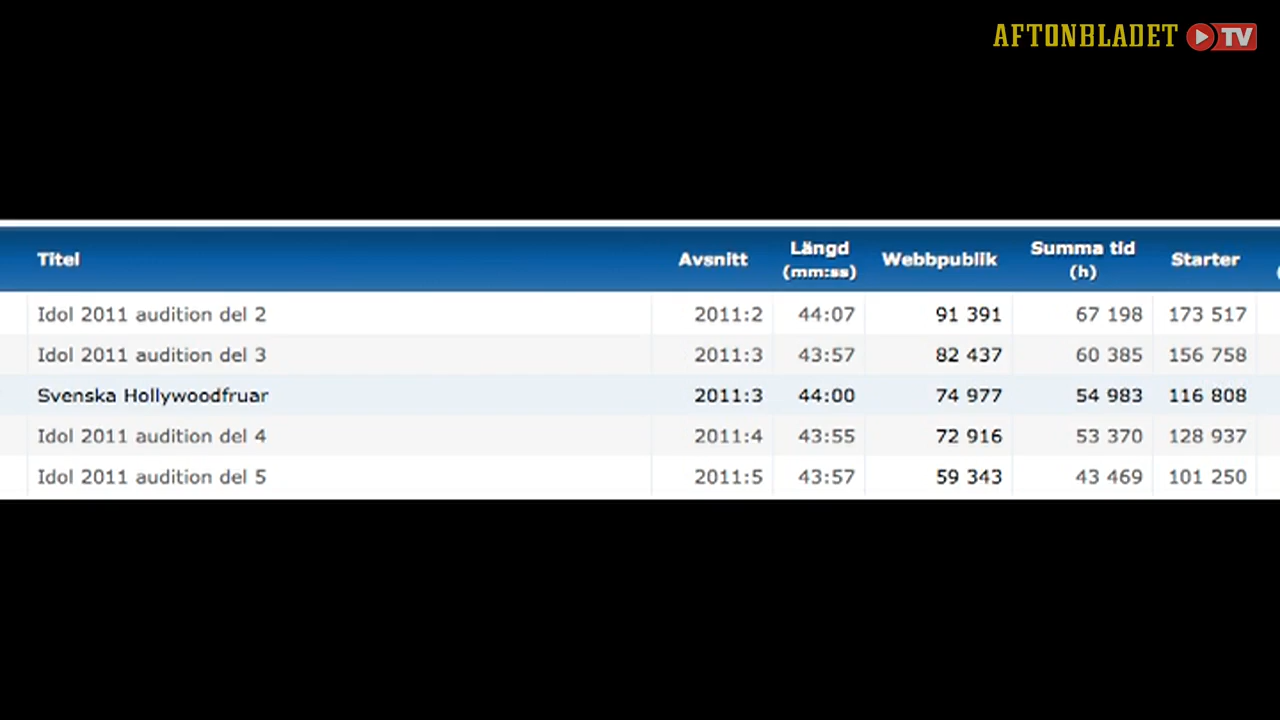 AFTONBLADET TV
Titel Avsnitt Längd (mm:ss) Webbpublik Summa tid (h) Starter
Idol 2011 audition del 2 2011:2 44:07 91 391 67 198 173 517
Idol 2011 audition del 3 2011:3 43:57 82 437 60 385 156 758
Svenska Hollywoodfruar 2011:3 44:00 74 977 54 983 116 808
Idol 2011 audition del 4 2011:4 43:55 72 916 53 370 128 937
Idol 2011 audition del 5 2011:5 43:57 59 343 43 469 101 250